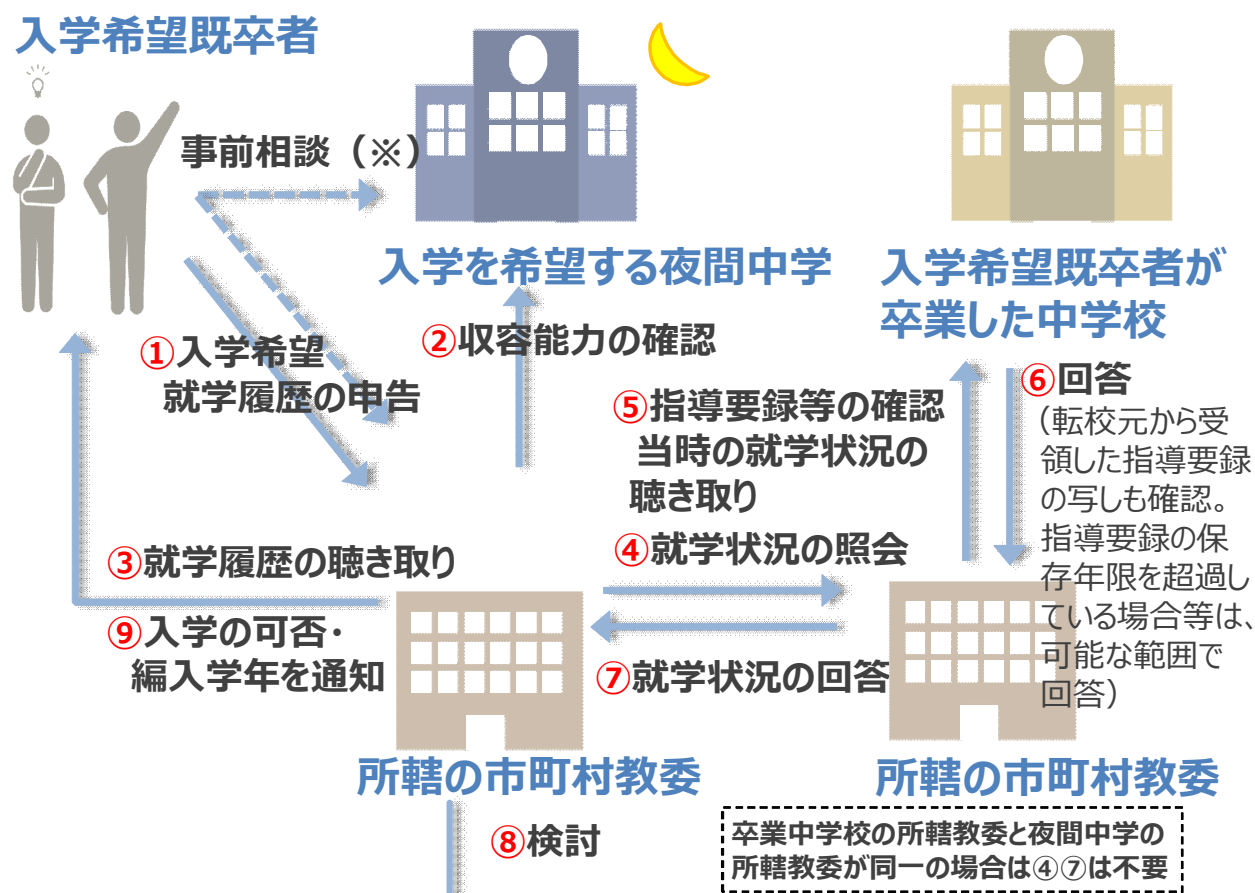 入学希望既卒者
事前相談（※）
入学を希望する夜間中学
入学希望既卒者が
卒業した中学校
①入学希望
就学履歴の申告
②収容能力の確認
⑤指導要録等の確認
当時の就学状況の
聴き取り
⑥回答
（転校元から受
領した指導要録
の写しも確認。
指導要録の保
存年限を超過し
ている場合等は、
可能な範囲で
回答）
③就学履歴の聴き取り
④就学状況の照会
⑨入学の可否・
編入学年を通知
⑦就学状況の回答
所轄の市町村教委
所轄の市町村教委
⑧検討
卒業中学校の所轄教委と夜間中学の
所轄教委が同一の場合は④⑦は不要